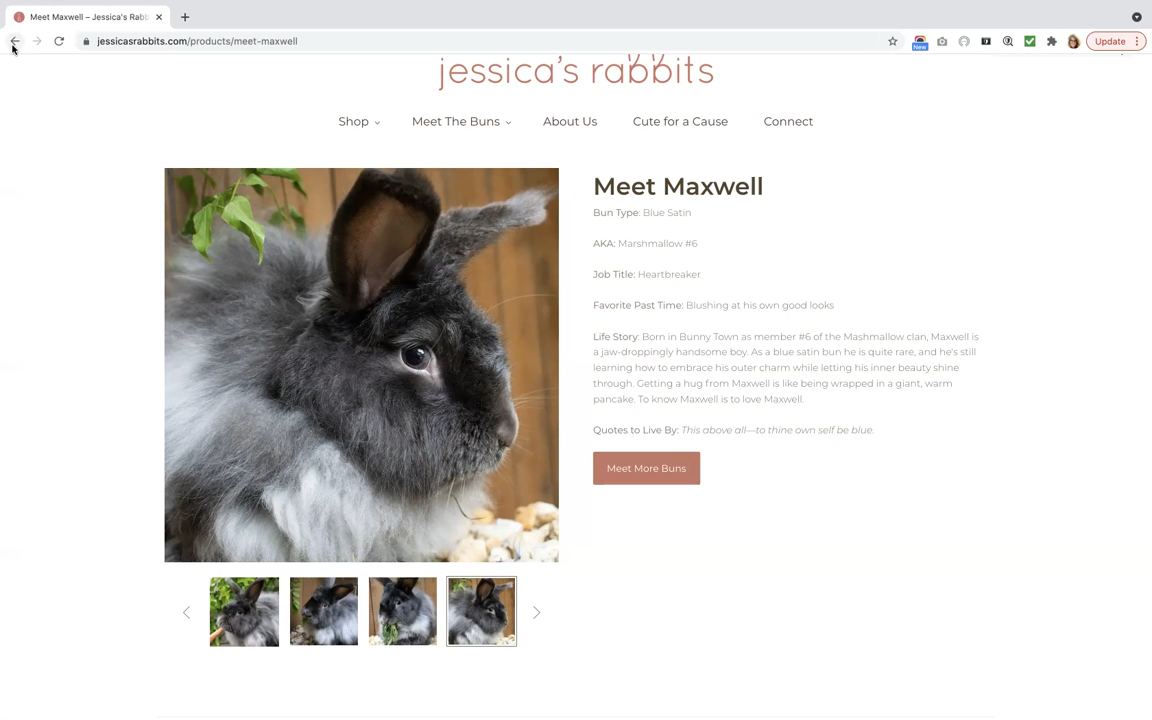 Meet Maxwell – Jessica's Rabb
jessicasrabbits.com/products/meet-maxwell
New
Update
jessica's rabbits
Shop Meet The Buns About Us Cute for a Cause Connect
Meet Maxwell
Bun Type: Blue Satin
AKA: Marshmallow #6
Job Title: Heartbreaker
Favorite Past Time: Blushing at his own good looks
Life Story: Born in Bunny Town as member #6 of the Mashmallow clan, Maxwell is
a jaw-droppingly handsome boy. As a blue satin bun he is quite rare, and he's still
learning how to embrace his outer charm while letting his inner beauty shine
through. Getting a hug from Maxwell is like being wrapped in a giant, warm
pancake. To know Maxwell is to love Maxwell.
Quotes to Live By: This above all—to thine own self be blue.
Meet More Buns